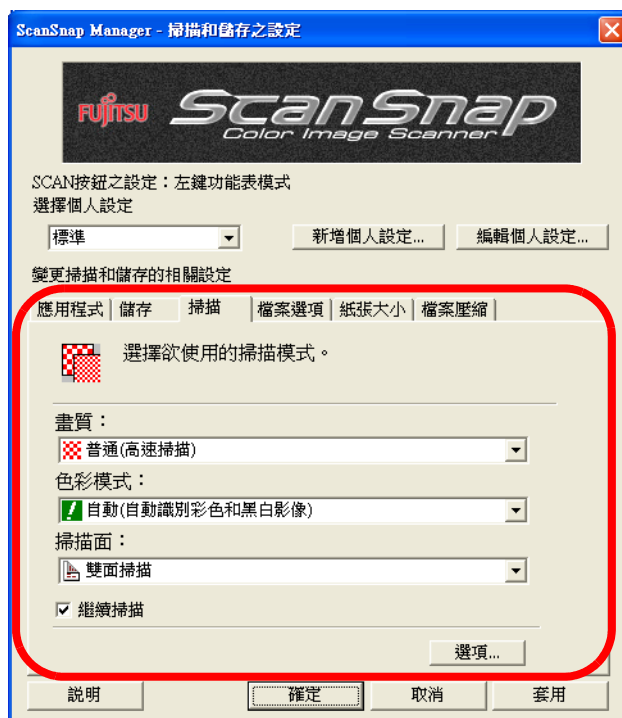 ScanSnap Manager - 掃描和儲存之設定
FUJITSU ScanSnap
Color Image Scanner
SCAN按鈕之設定：左鍵功能表模式
選擇個人設定
標準 新增個人設定... 編輯個人設定...
變更掃描和儲存的相關設定
應用程式 儲存 掃描 檔案選項 紙張大小 檔案壓縮
選擇欲使用的掃描模式。
畫質：
普通(高速掃描)
色彩模式：
自動(自動識別彩色和黑白影像)
掃描面：
雙面掃描
繼續掃描
選項...
說明 確定 取消 套用